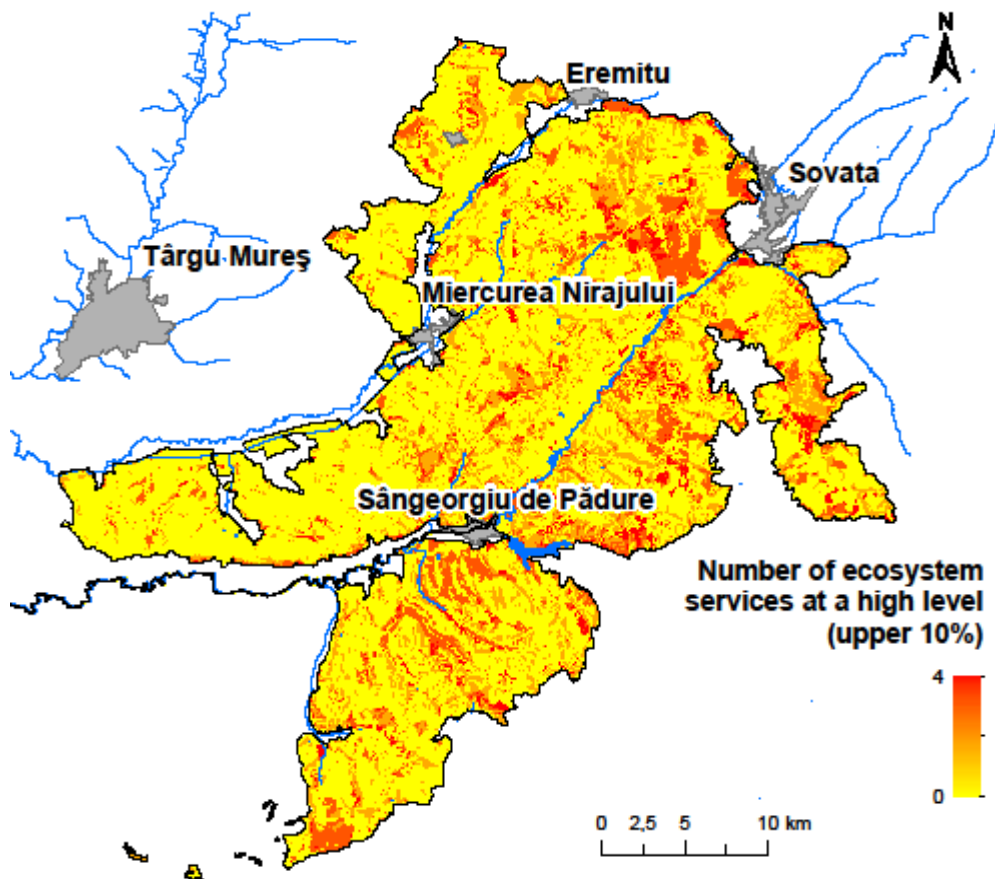 N
Eremitu
Sovata
Târgu Mureş
Miercurea Nirajului
Sângeorgiu de Pădure
Number of ecosystem
services at a high level
(upper 10%)
4
0
0 2,5 5 10 km